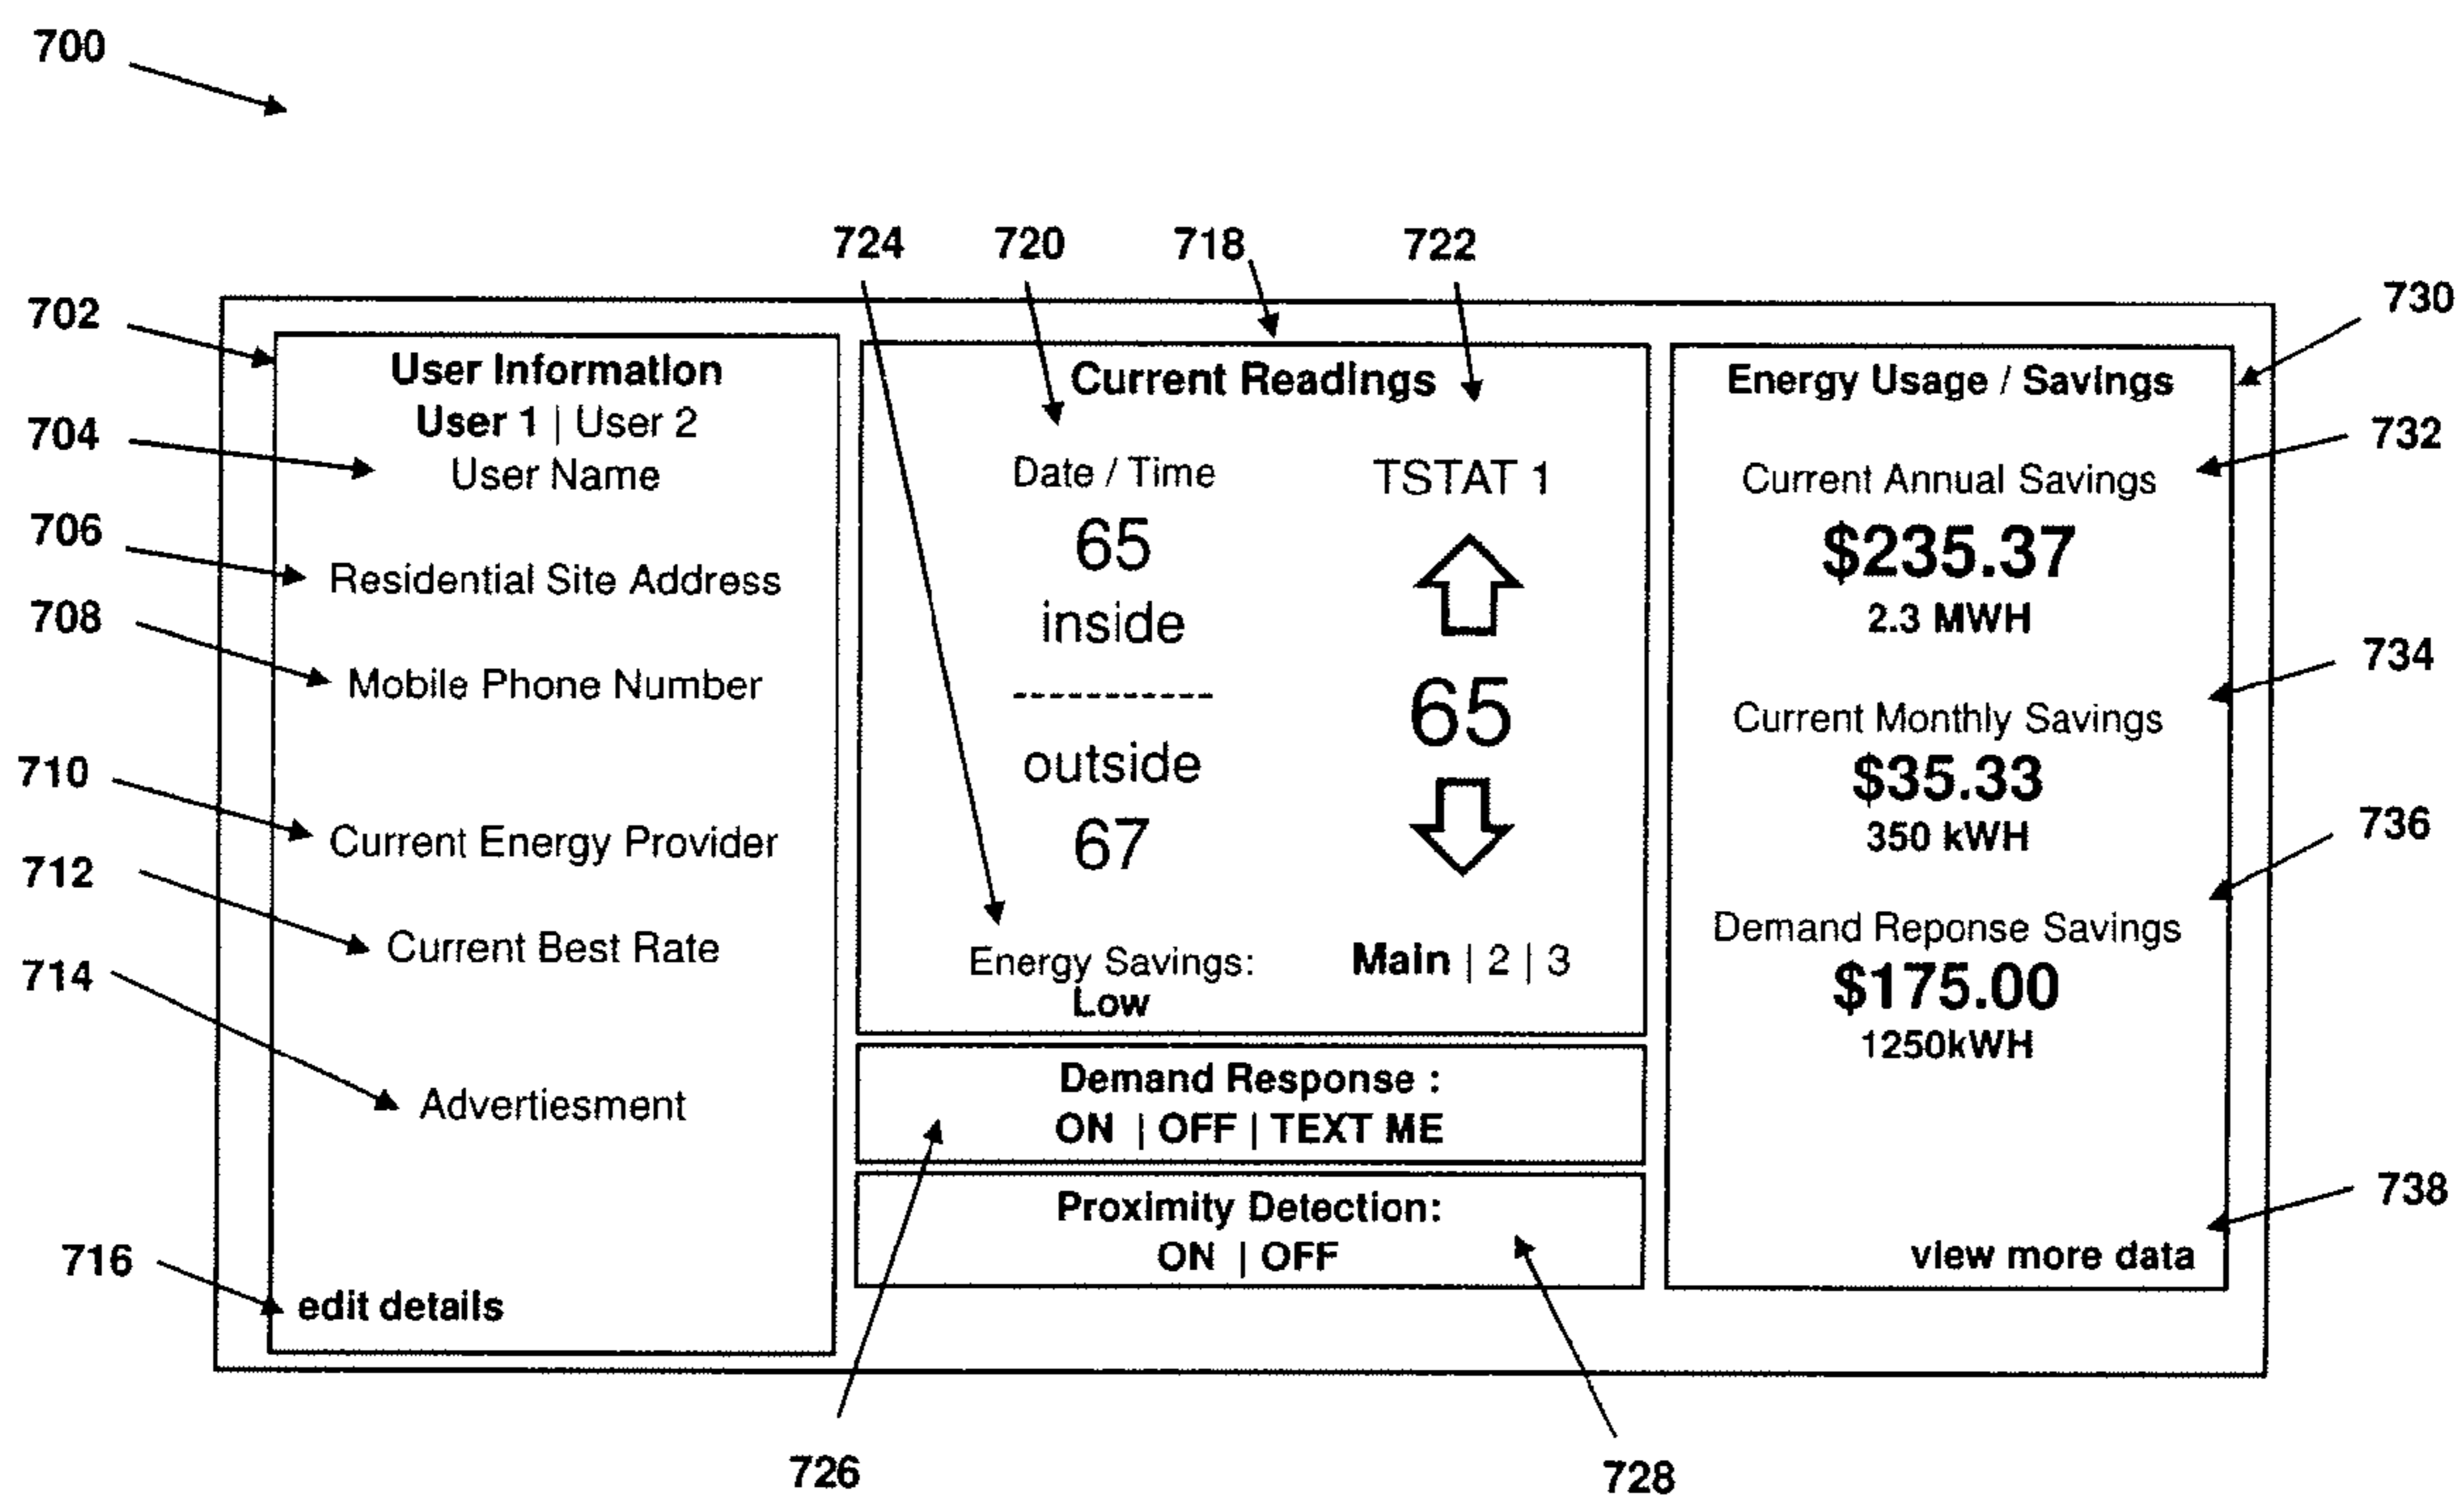 700
724 720 718 722
730
702
User Information
User 1 | User 2
704
User Name
706
Residential Site Address
708
Mobile Phone Number
710
Current Energy Provider
712
Current Best Rate
714
Advertiesment
716
edit details
Current Readings
Date / Time
65
inside
----------
outside
67
Energy Savings:
Low
TSTAT 1
65
Main | 2 | 3
Demand Response :
ON | OFF | TEXT ME
Proximity Detection:
ON | OFF
Energy Usage / Savings
732
Current Annual Savings
$235.37
2.3 MWH
734
Current Monthly Savings
$35.33
350 kWH
736
Demand Reponse Savings
$175.00
1250kWH
738
view more data
726
728